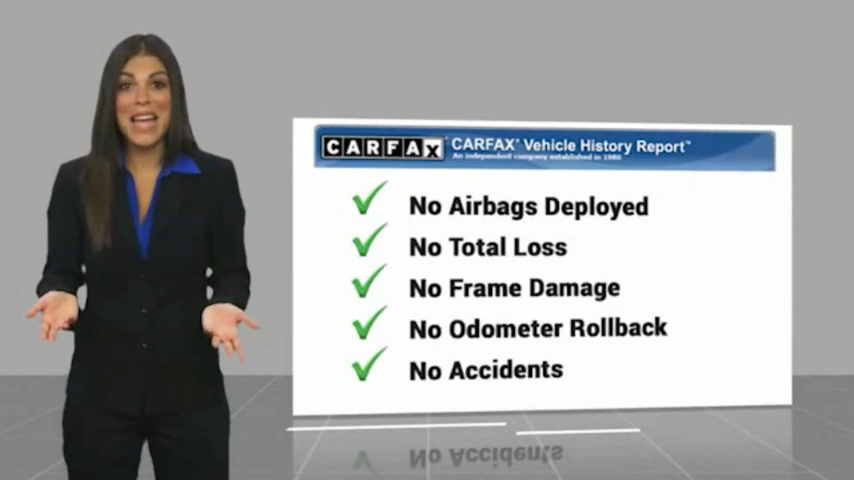 CARFAX CARFAX® Vehicle History Report™
An independent company established in 1986
No Airbags Deployed
No Total Loss
No Frame Damage
No Odometer Rollback
No Accidents
No Accidents